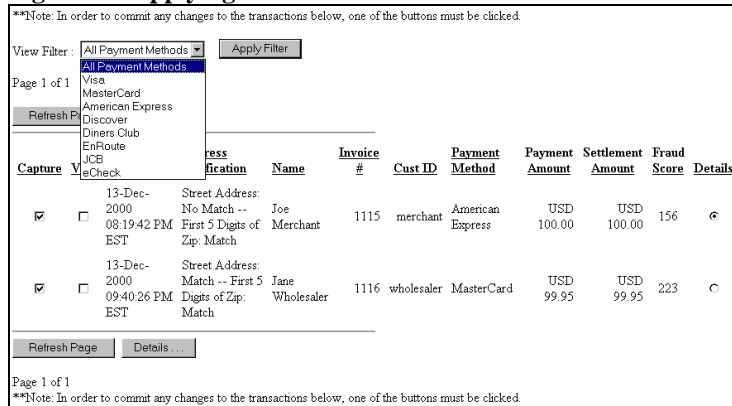 **Note: In order to commit any changes to the transactions below, one of the buttons must be clicked.
View Filter : All Payment Methods Apply Filter
All Payment Methods
Visa
MasterCard
American Express
Discover
Diners Club
EnRoute
JCB
eCheck
Page 1 of 1
Refresh
Capture Name Invoice # Cust ID Payment Method Payment Amount Settlement Amount Fraud Score Details
13-Dec-2000 08:19:42 PM EST Street Address: No Match -- First 5 Digits of Zip: Match Joe Merchant 1115 merchant American Express USD 100.00 USD 100.00 156
13-Dec-2000 09:40:26 PM EST Street Address: Match -- First 5 Digits of Zip: Match Jane Wholesaler 1116 wholesaler MasterCard USD 99.95 USD 99.95 223
Refresh Page Details . . .
Page 1 of 1
**Note: In order to commit any changes to the transactions below, one of the buttons must be clicked.